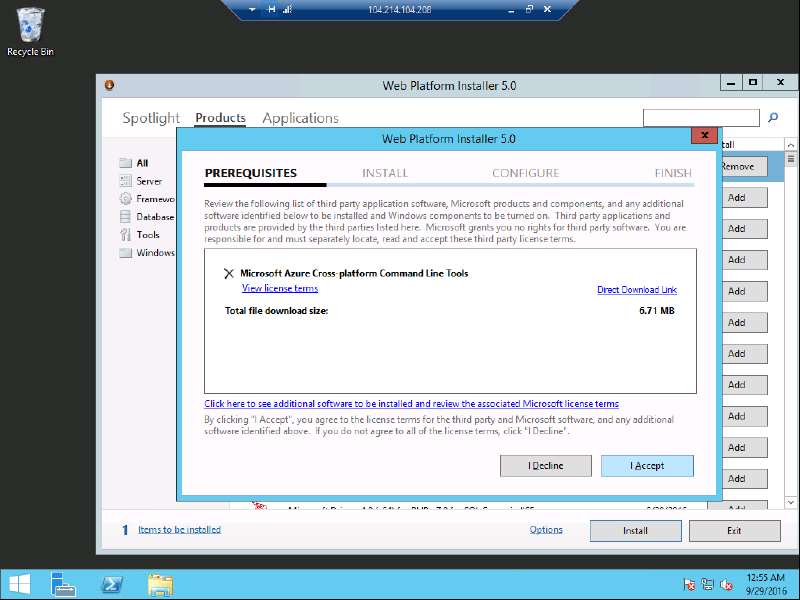 104.214.104.208
Recycle Bin
Web Platform Installer 5.0
Spotlight Products Applications
Web Platform Installer 5.0
PREREQUISITES INSTALL CONFIGURE FINISH
Review the following list of third party application software, Microsoft products and components, and any additional
software identified below to be installed and Windows components to be turned on. Third party applications and
products are provided by the third parties listed here. Microsoft grants you no rights for third party software. You are
responsible for and must separately locate, read and accept these third party license terms.
Microsoft Azure Cross-platform Command Line Tools
View license terms
Direct Download Link
Total file download size: 6.71 MB
Click here to see additional software to be installed and review the associated Microsoft license terms
By clicking "I Accept", you agree to the license terms for the third party and Microsoft software, and any additional
software identified above. If you do not agree to all of the license terms, click "I Decline".
I Decline
I Accept
All
Server
Framewo
Database
Tools
Windows
tall
Remove
Add
Add
Add
Add
Add
Add
Add
Add
Add
Add
1 Items to be installed
Options
Install
Exit
12:55 AM
9/29/2016